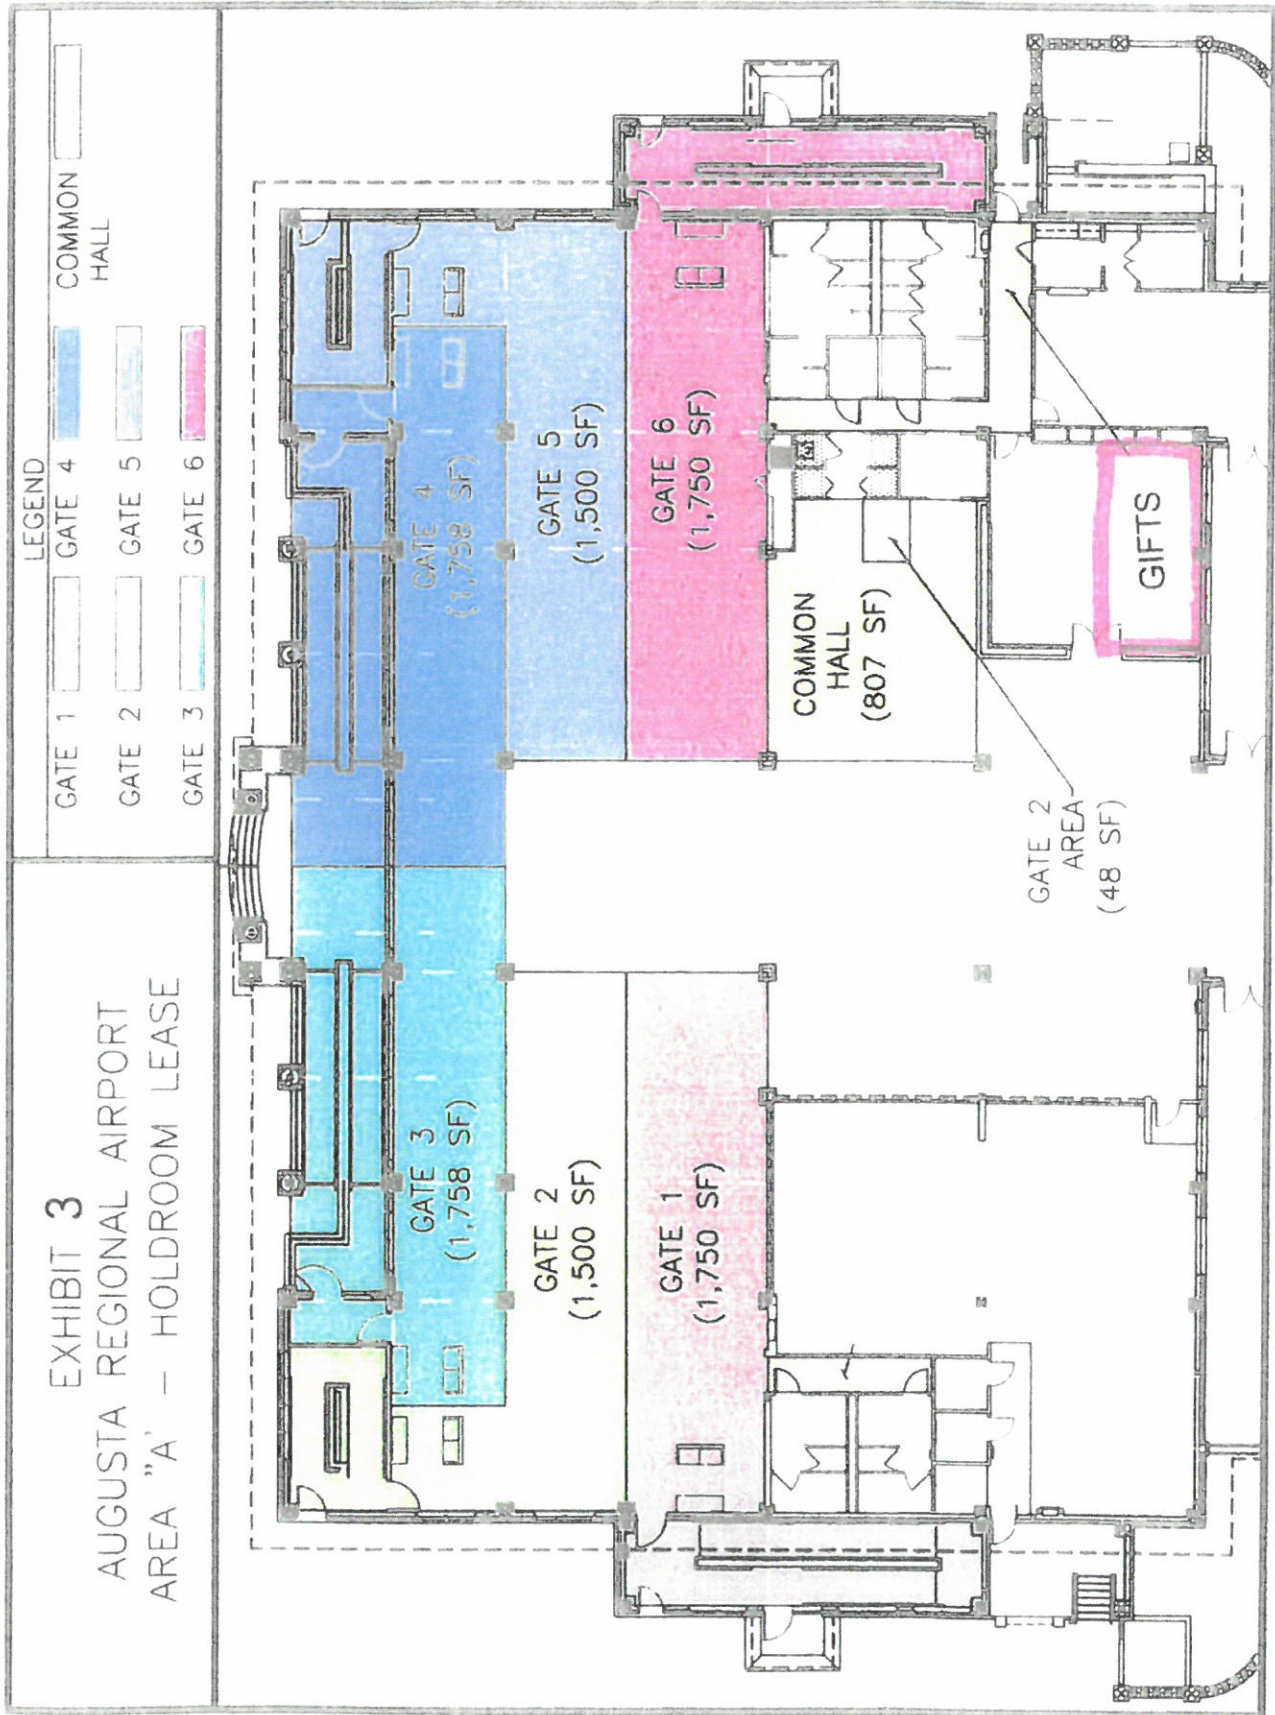 EXHIBIT 3
AUGUSTA REGIONAL AIRPORT
AREA "A' - HOLDROOM LEASE
LEGEND
GATE 1
GATE 4
COMMON
HALL
GATE 2
GATE 5
GATE 3
GATE 6
GATE 3
(1,758 SF)
GATE 4
(1,758 SF)
GATE 2
(1,500 SF)
GATE 5
(1,500 SF)
GATE 1
(1,750 SF)
GATE 6
(1,750 SF)
COMMON
HALL
(807 SF)
GATE 2
AREA
(48 SF)
GIFTS